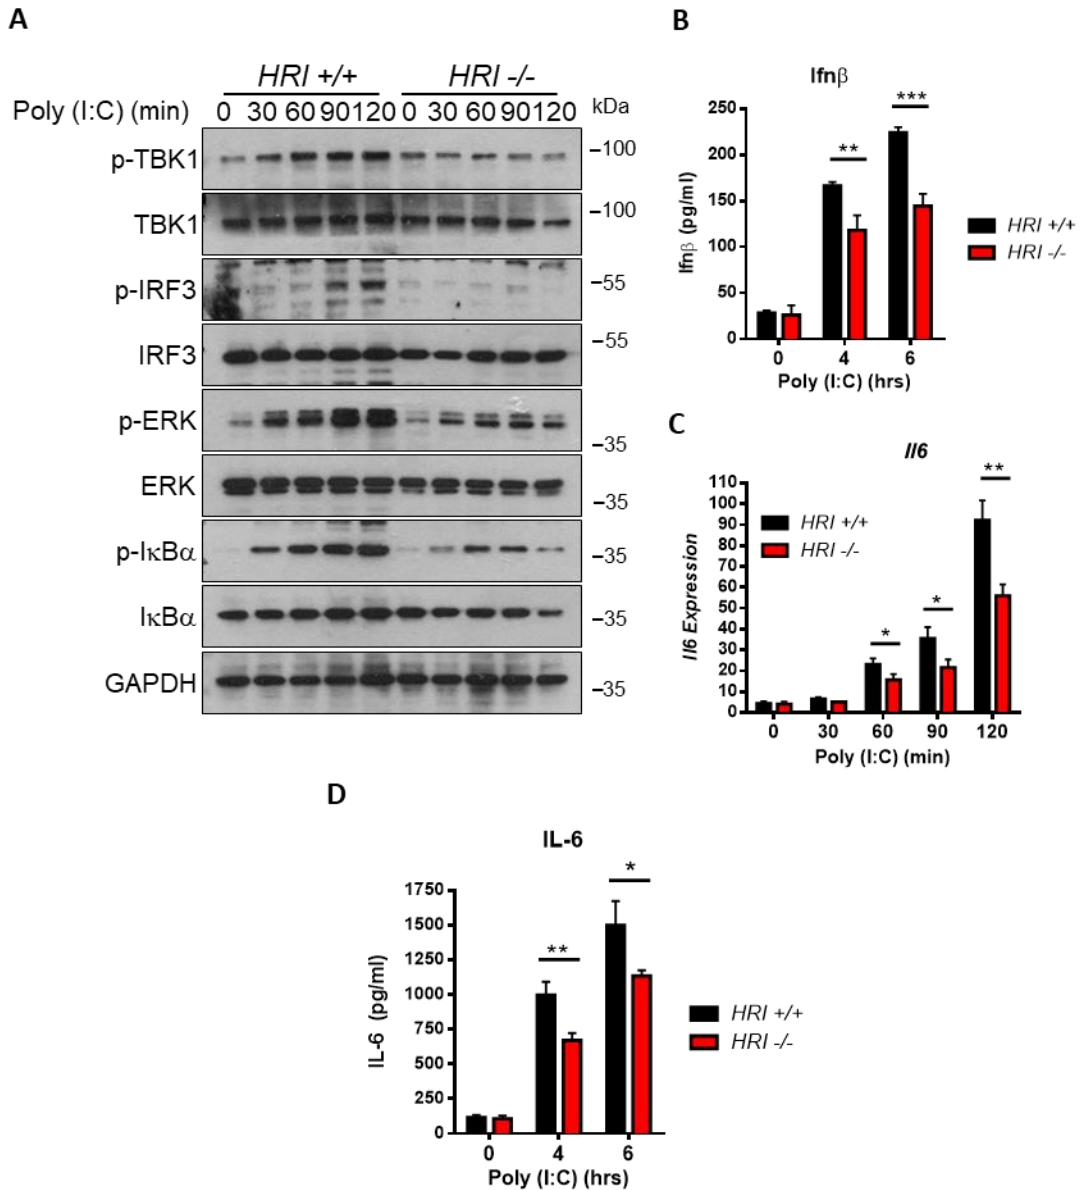 A
HRI +/+ HRI -/-
Poly (I:C) (min) 0 30 60 90 120 0 30 60 90 120 kDa
p-TBK1 –100
TBK1 –100
p-IRF3 –55
IRF3 –55
p-ERK –35
ERK –35
p-IκBα –35
IκBα –35
GAPDH –35
B
Ifnβ
Ifnβ (pg/ml)
250
200
150
100
50
0
** ***
0 4 6
Poly (I:C) (hrs)
HRI +/+
HRI -/-
C
Il6
Il6 Expression
110
100
90
80
70
60
50
40
30
20
10
0
HRI +/+
HRI -/-
* * **
0 30 60 90 120
Poly (I:C) (min)
D
IL-6
IL-6 (pg/ml)
1750
1500
1250
1000
750
500
250
0
** *
0 4 6
Poly (I:C) (hrs)
HRI +/+
HRI -/-